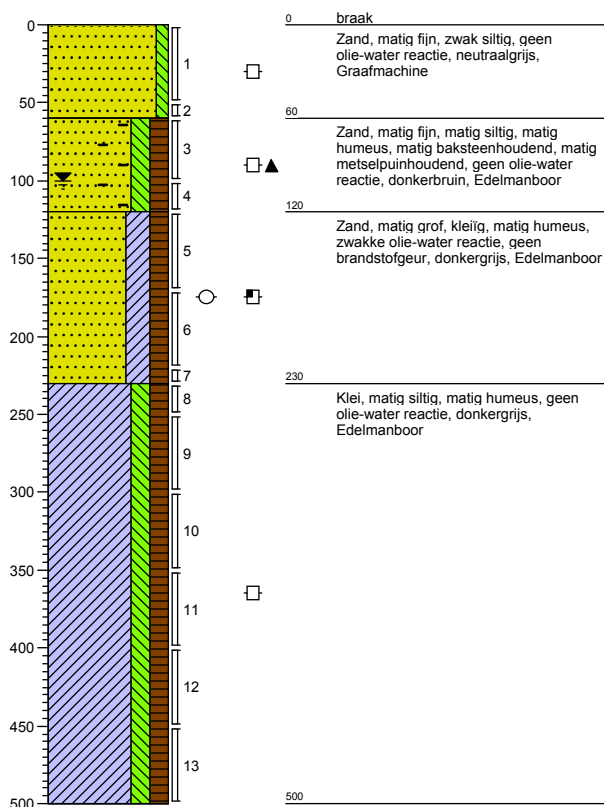 0
50
100
150
200
250
300
350
400
450
500
1
2
3
4
5
6
7
8
9
10
11
12
13
0 braak
Zand, matig fijn, zwak siltig, geen
olie-water reactie, neutraalgrijs,
Graafmachine
60
Zand, matig fijn, matig siltig, matig
humeus, matig baksteenhoudend, matig
metselpuinhoudend, geen olie-water
reactie, donkerbruin, Edelmanboor
120
Zand, matig grof, kleiïg, matig humeus,
zwakke olie-water reactie, geen
brandstofgeur, donkergrijs, Edelmanboor
230
Klei, matig siltig, matig humeus, geen
olie-water reactie, donkergrijs,
Edelmanboor
500